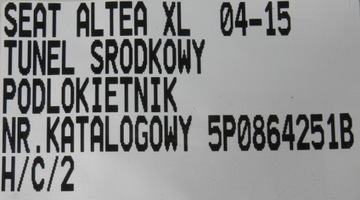 SEAT ALTEA XL 04-15
TUNEL SRODKOWY
PODLOKIETNIK
NR.KATALOGOWY 5P0864251B
H/C/2